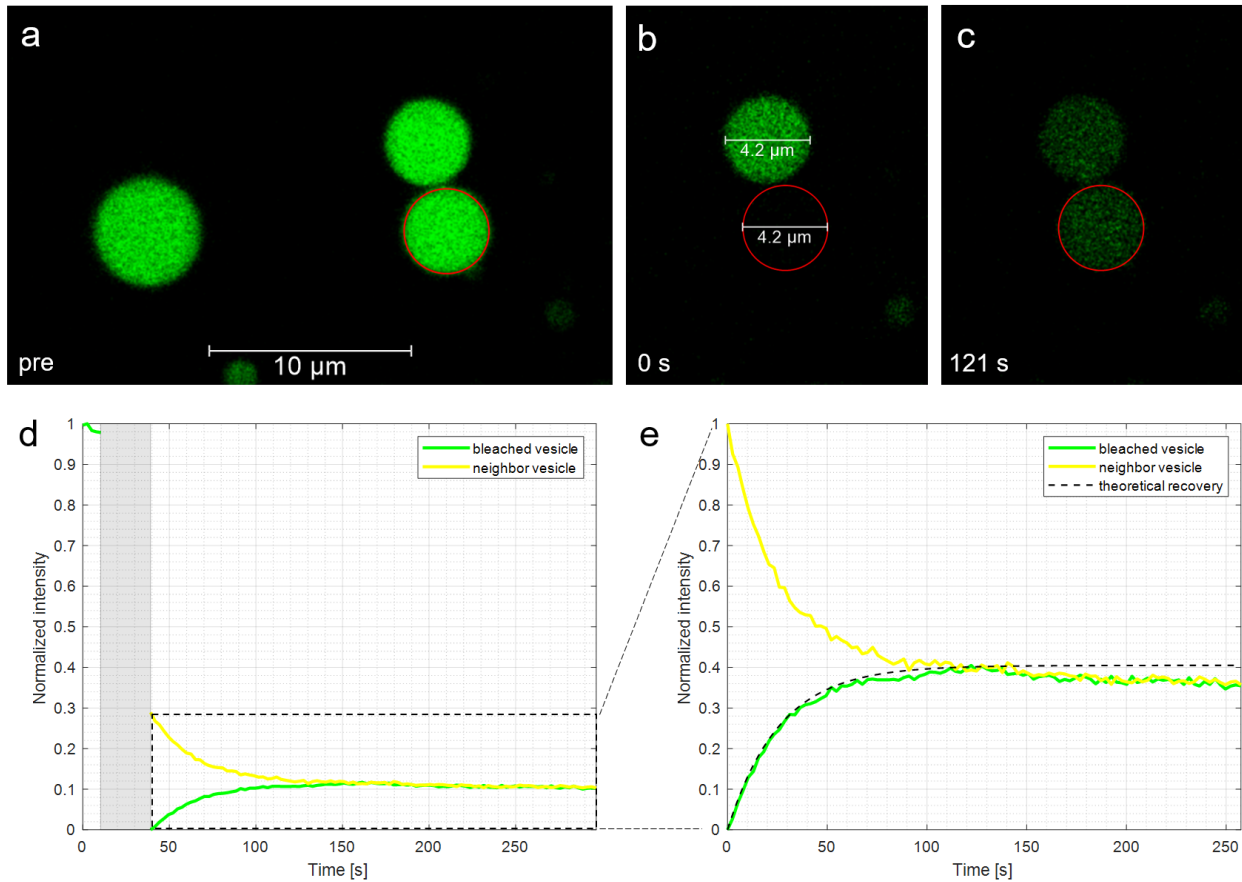 a
pre
10 µm
b
4.2 µm
4.2 µm
0 s
c
121 s
d
bleached vesicle
neighbor vesicle
Normalized intensity
1
0.9
0.8
0.7
0.6
0.5
0.4
0.3
0.2
0.1
0
0 50 100 150 200 250
Time [s]
e
bleached vesicle
neighbor vesicle
theoretical recovery
Normalized intensity
1
0.9
0.8
0.7
0.6
0.5
0.4
0.3
0.2
0.1
0
0 50 100 150 200 250
Time [s]